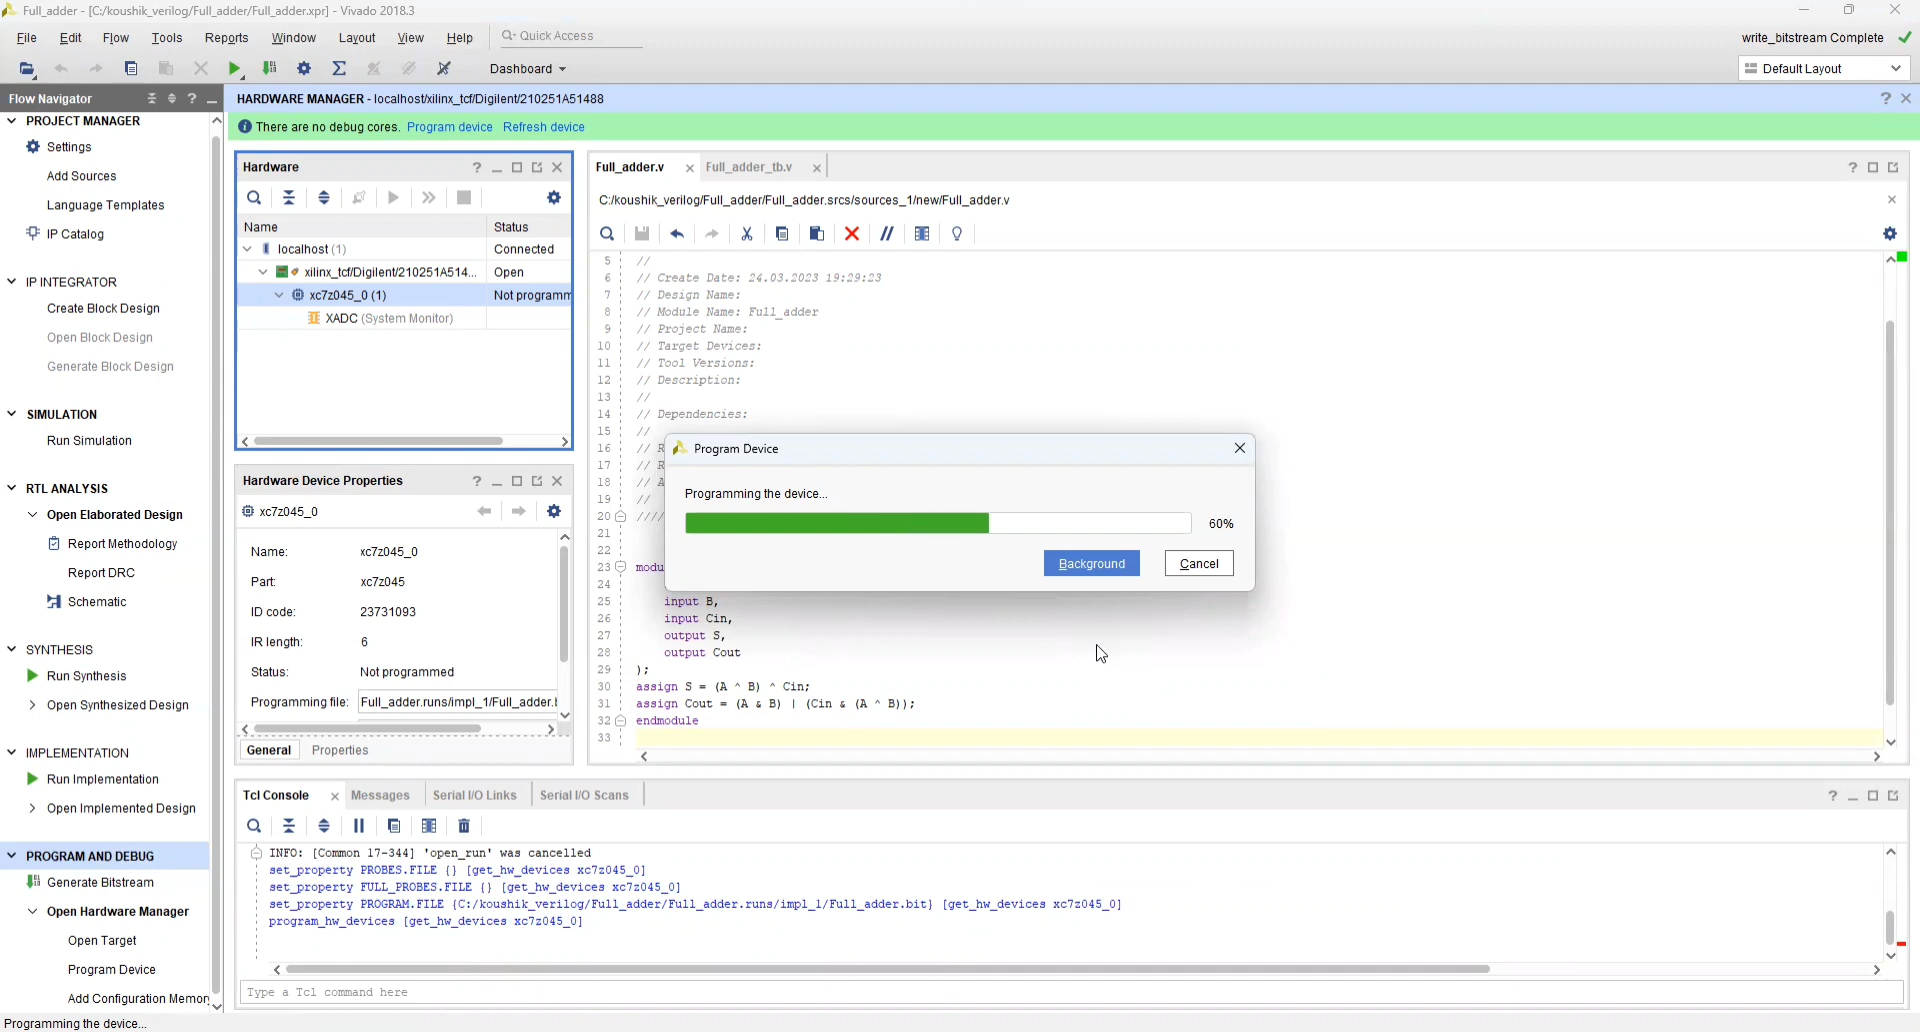 Full_adder - [C:/koushik_verilog/Full_adder/Full_adder.xpr] - Vivado 2018.3
File Edit Flow Tools Reports Window Layout View Help Quick Access
write_bitstream Complete
Dashboard
Default Layout
Flow Navigator
PROJECT MANAGER
Settings
Add Sources
Language Templates
IP Catalog
IP INTEGRATOR
Create Block Design
Open Block Design
Generate Block Design
SIMULATION
Run Simulation
RTL ANALYSIS
Open Elaborated Design
Report Methodology
Report DRC
Schematic
SYNTHESIS
Run Synthesis
Open Synthesized Design
IMPLEMENTATION
Run Implementation
Open Implemented Design
PROGRAM AND DEBUG
Generate Bitstream
Open Hardware Manager
Open Target
Program Device
Add Configuration Memor
HARDWARE MANAGER - localhost/xilinx_tcf/Digilent/210251A51488
There are no debug cores. Program device Refresh device
Hardware
Name Status
localhost (1) Connected
xilinx_tcf/Digilent/210251A514... Open
xc7z045_0 (1) Not programm
XADC (System Monitor)
Hardware Device Properties
xc7z045_0
Name: xc7z045_0
Part: xc7z045
ID code: 23731093
IR length: 6
Status: Not programmed
Programming file: Full_adder.runs/impl_1/Full_adder.b
General Properties
Full_adder.v Full_adder_tb.v
C:/koushik_verilog/Full_adder/Full_adder.srcs/sources_1/new/Full_adder.v
5 //
6 // Create Date: 24.03.2023 19:29:23
7 // Design Name:
8 // Module Name: Full_adder
9 // Project Name:
10 // Target Devices:
11 // Tool Versions:
12 // Description:
13 //
14 // Dependencies:
15 //
16 // R
17 // R
18 // A
19 //
20 ////
21
22
23 modu
24
25 input B,
26 input Cin,
27 output S,
28 output Cout
29 );
30 assign S = (A ^ B) ^ Cin;
31 assign Cout = (A & B) | (Cin & (A ^ B));
32 endmodule
33
Program Device
Programming the device...
60%
Background Cancel
Tcl Console Messages Serial I/O Links Serial I/O Scans
INFO: [Common 17-344] 'open_run' was cancelled
set_property PROBES.FILE {} [get_hw_devices xc7z045_0]
set_property FULL_PROBES.FILE {} [get_hw_devices xc7z045_0]
set_property PROGRAM.FILE {C:/koushik_verilog/Full_adder/Full_adder.runs/impl_1/Full_adder.bit} [get_hw_devices xc7z045_0]
program_hw_devices [get_hw_devices xc7z045_0]
Type a Tcl command here
Programming the device...